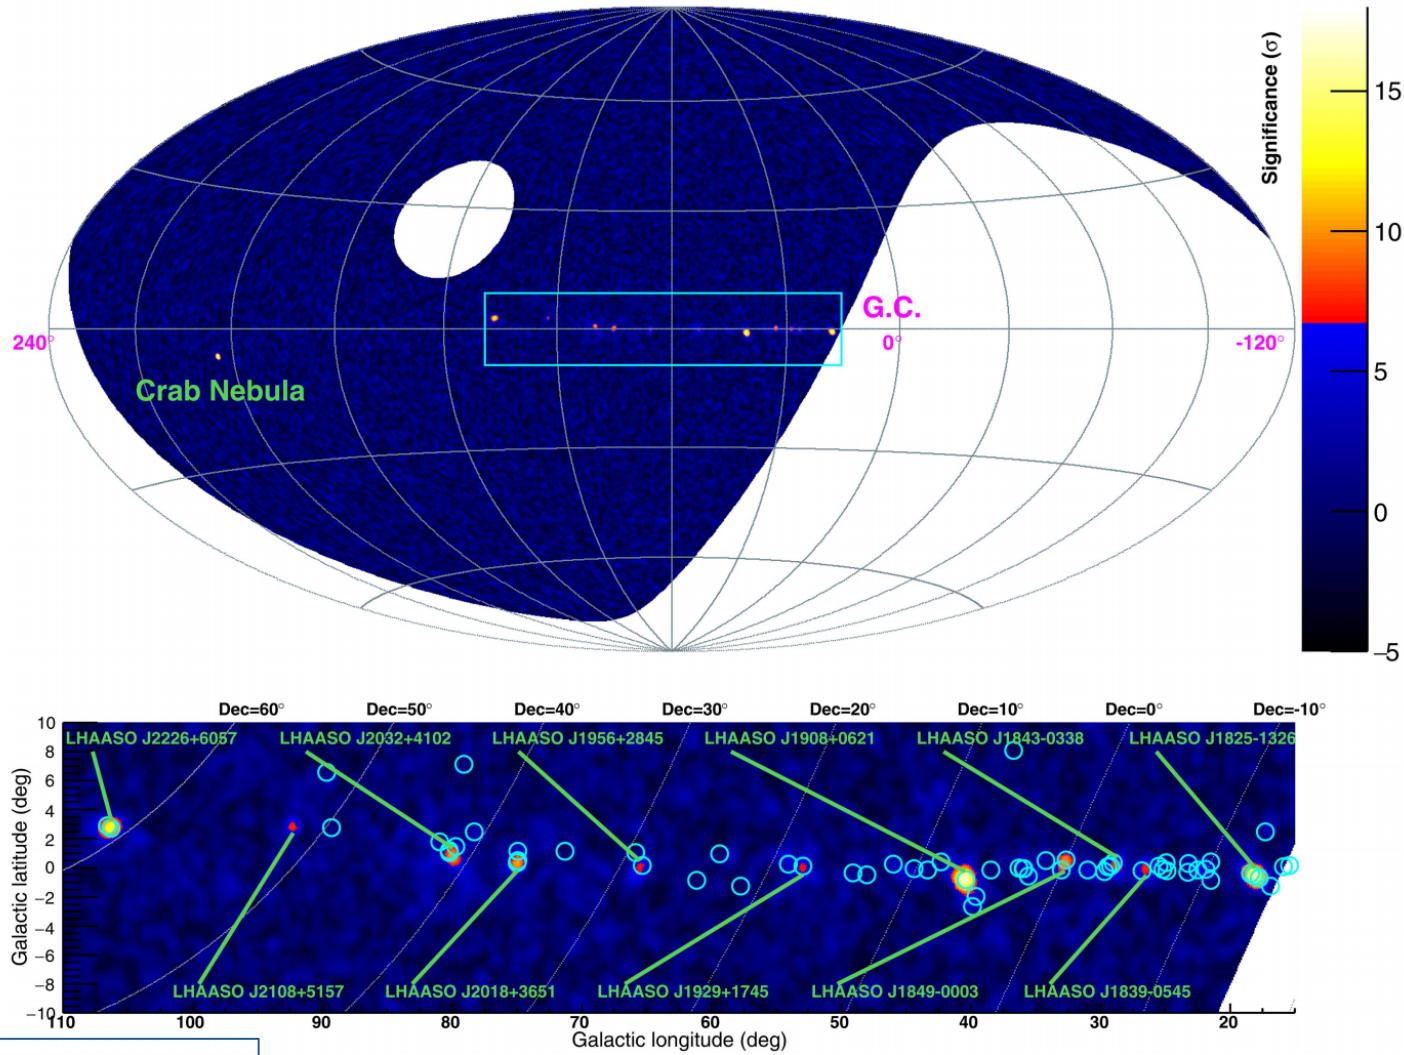 Significance (σ)
15
10
5
0
−5
G.C.
240°
0°
-120°
Crab Nebula
Dec=60°
Dec=50°
Dec=40°
Dec=30°
Dec=20°
Dec=10°
Dec=0°
Dec=-10°
10
8
6
4
2
0
−2
−4
−6
−8
−10
Galactic latitude (deg)
LHAASO J2226+6057
LHAASO J2032+4102
LHAASO J1956+2845
LHAASO J1908+0621
LHAASO J1843-0338
LHAASO J1825-1326
LHAASO J2108+5157
LHAASO J2018+3651
LHAASO J1929+1745
LHAASO J1849-0003
LHAASO J1839-0545
110
100
90
80
70
60
50
40
30
20
Galactic longitude (deg)